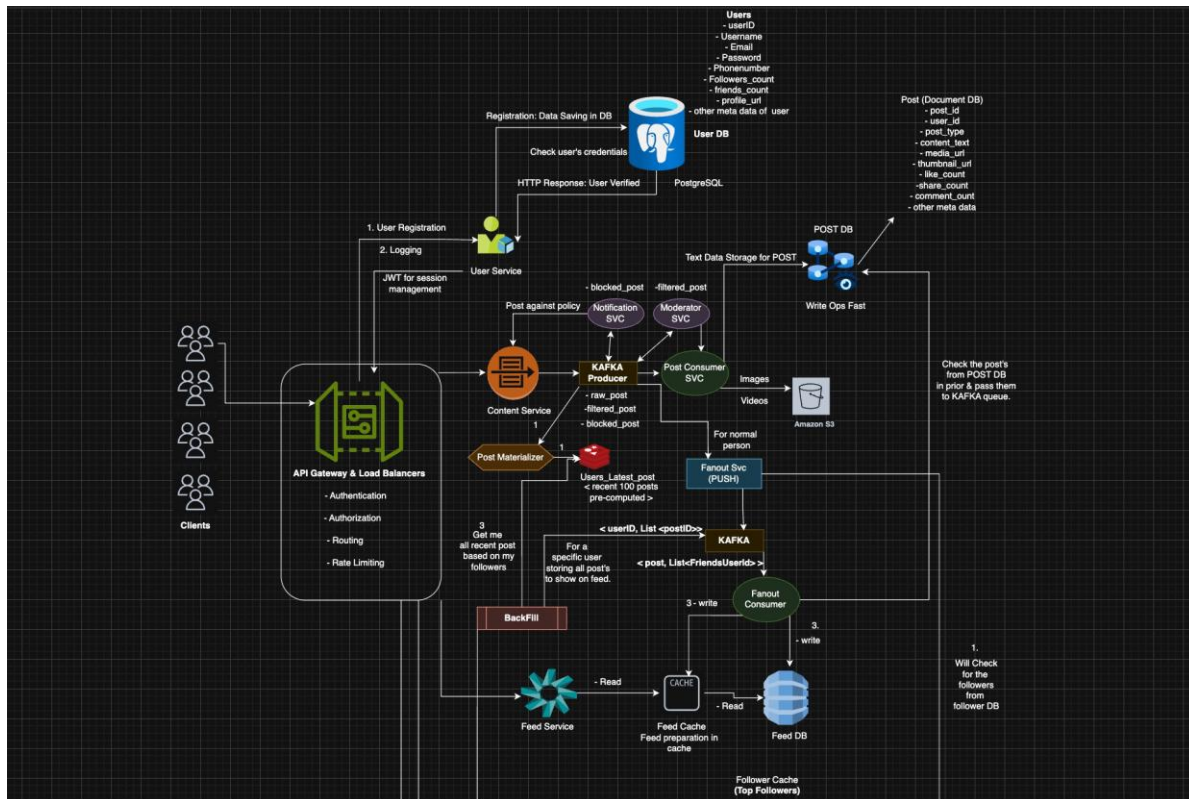 Users
- userID
- Username
- Email
- Password
- Phonenumber
- Followers_count
- friends_count
- profile_url
- other meta data of user
Registration: Data Saving in DB
User DB
Check user's credentials
HTTP Response: User Verified
PostgreSQL
Post (Document DB)
- post_id
- user_id
- post_type
- content_text
- media_url
- thumbnail_url
- like_count
-share_count
- comment_ount
- other meta data
1. User Registration
2. Logging
User Service
JWT for session
management
POST DB
Text Data Storage for POST
Write Ops Fast
- blocked_post
-filtered_post
Post against policy
Notification
SVC
Moderator
SVC
KAFKA
Producer
Post Consumer
SVC
Content Service
- raw_post
-filtered_post
- blocked_post
Images
Videos
Amazon S3
Check the post's
from POST DB
in prior & pass them
to KAFKA queue.
1
Post Materializer
1
Users_Latest_post
< recent 100 posts
pre-computed >
For normal
person
Fanout Svc
(PUSH)
API Gateway & Load Balancers
- Authentication
- Authorization
- Routing
- Rate Limiting
Clients
3
Get me
all recent post
based on my
followers
For a
specific user
storing all post's
to show on feed.
< userID, List <postID>>
KAFKA
< post, List<FriendsUserId> >
Fanout
Consumer
BackFill
3 - write
3.
- write
1.
Will Check
for the
followers
from
follower DB
Feed Service
- Read
CACHE
- Read
Feed Cache
Feed preparation in
cache
Feed DB
Follower Cache
(Top Followers)